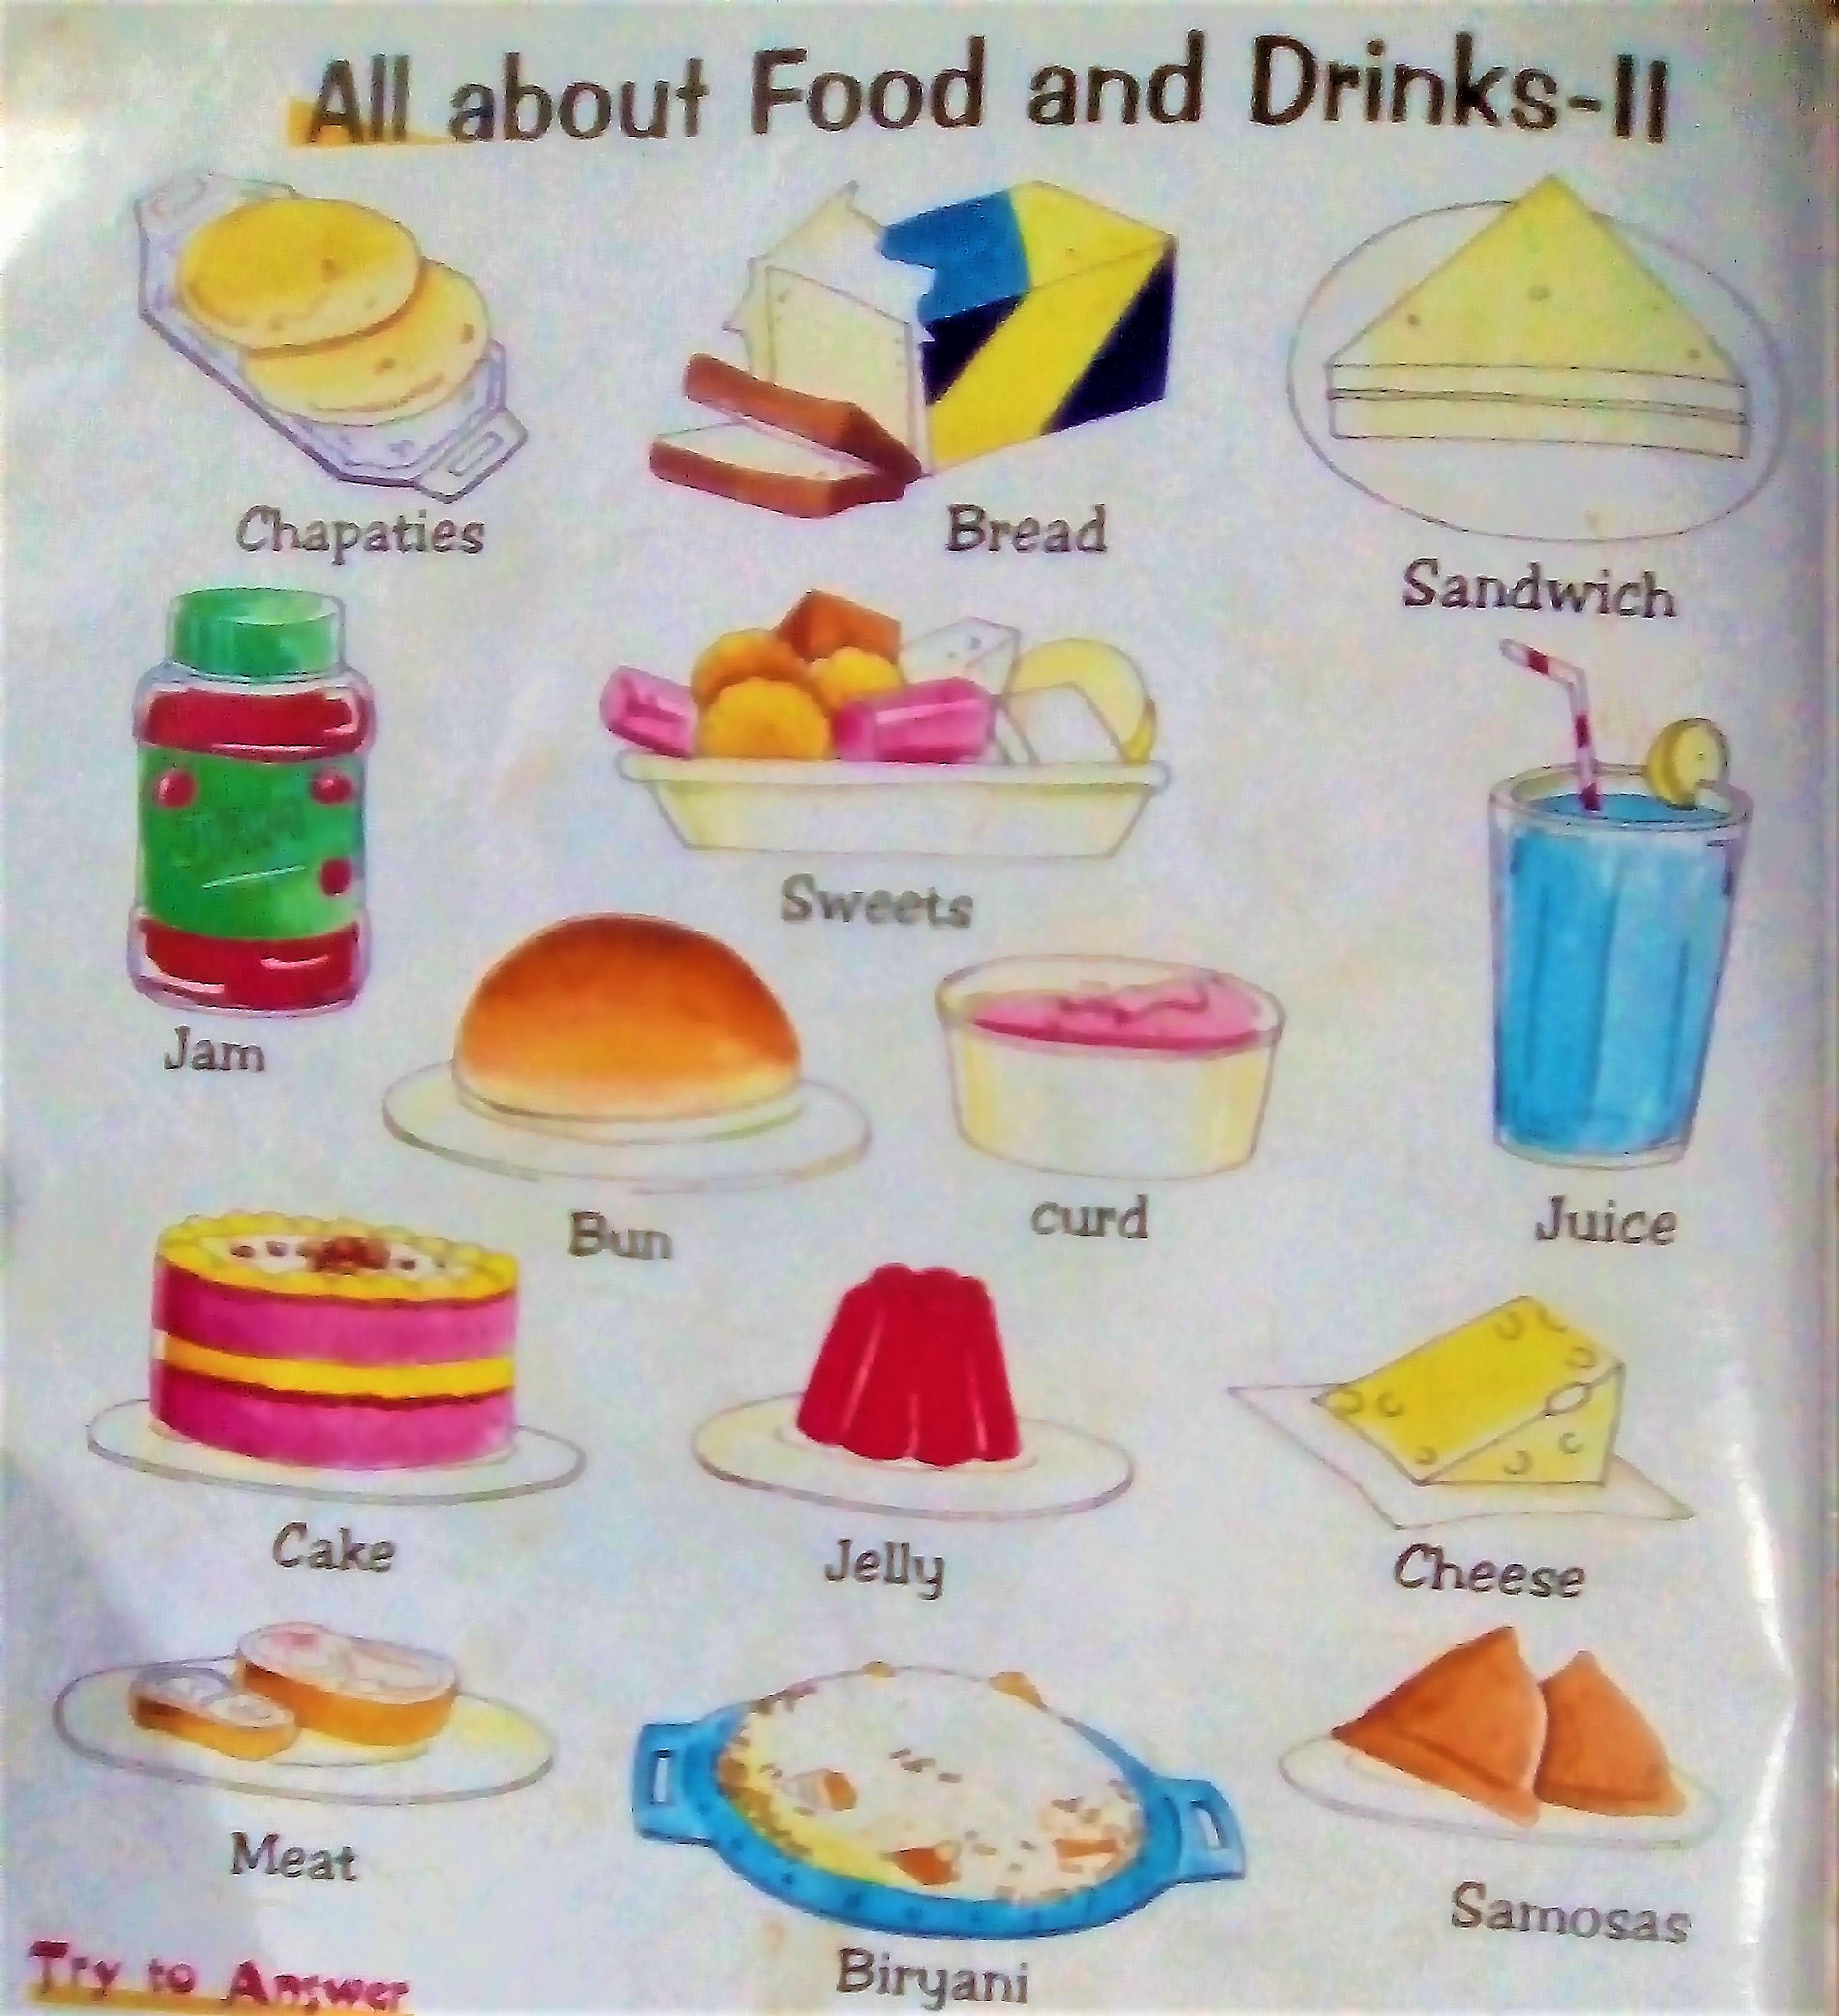 All about Food and Drinks-II
Chapaties
Bread
Sandwich
Sweets
Jam
Bun
curd
Juice
Cake
Jelly
Cheese
Meat
Biryani
Samosas
Try to Answer